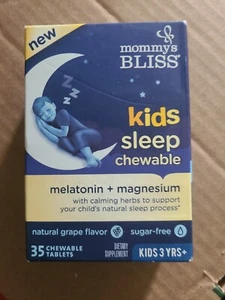 new
mommy's
BLISS
z z z
kids
sleep
chewable
melatonin + magnesium
with calming herbs to support
your child's natural sleep process*
natural grape flavor sugar-free
35 CHEWABLE TABLETS DIETARY SUPPLEMENT KIDS 3 YRS+